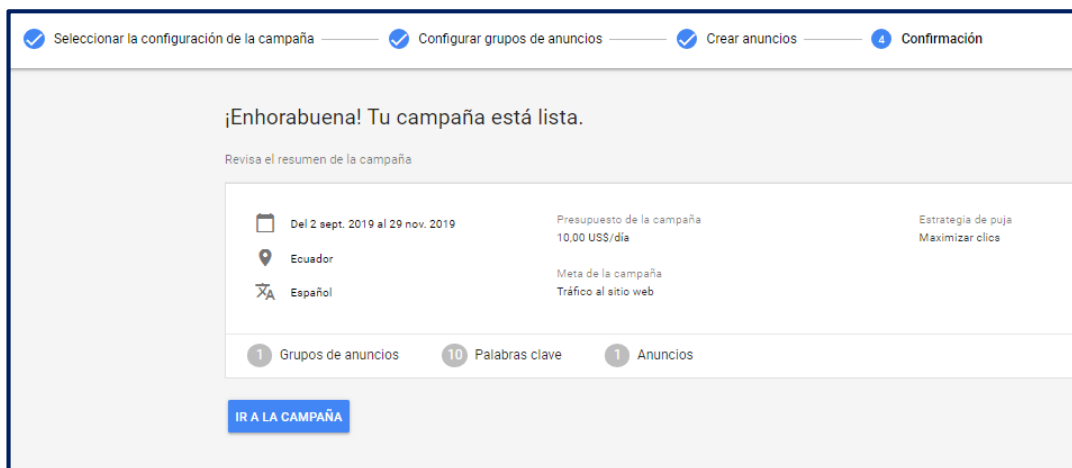 Seleccionar la configuración de la campaña
Configurar grupos de anuncios
Crear anuncios
4 Confirmación
¡Enhorabuena! Tu campaña está lista.
Revisa el resumen de la campaña
Del 2 sept. 2019 al 29 nov. 2019
Ecuador
Español
Presupuesto de la campaña
10,00 US$/día
Meta de la campaña
Tráfico al sitio web
Estrategia de puja
Maximizar clics
1 Grupos de anuncios
10 Palabras clave
1 Anuncios
IR A LA CAMPAÑA